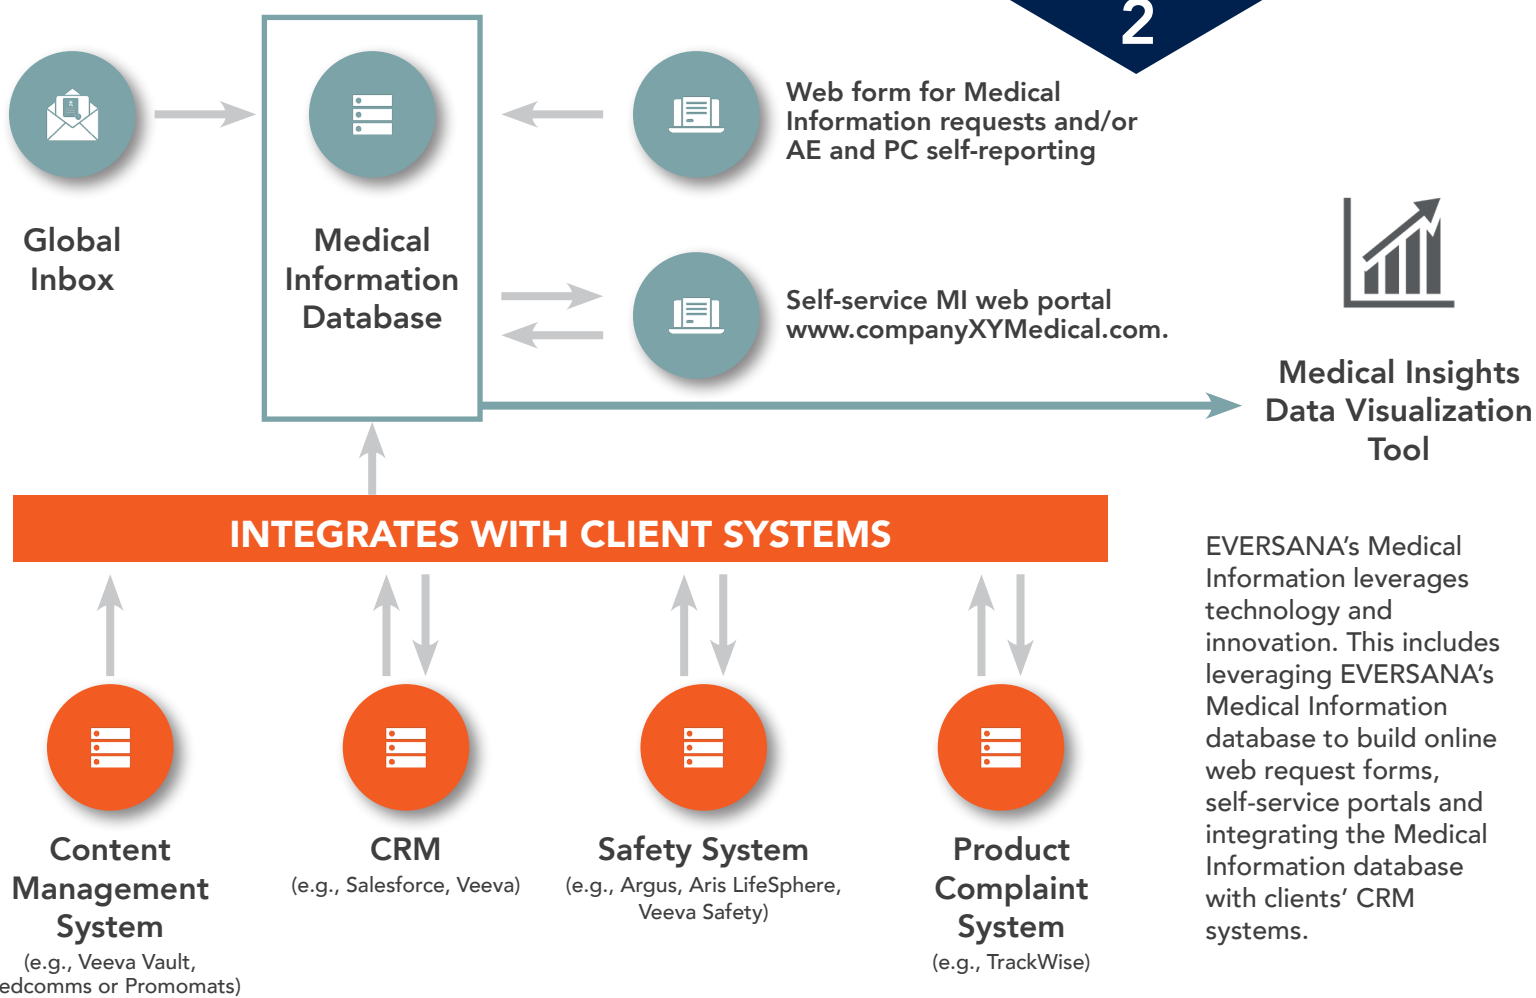 2
Global
Inbox
Medical
Information
Database
Web form for Medical
Information requests and/or
AE and PC self-reporting
Self-service MI web portal
www.companyXYMedical.com.
Medical Insights
Data Visualization
Tool
INTEGRATES WITH CLIENT SYSTEMS
Content
Management
System
(e.g., Veeva Vault,
edcomms or Promomats)
CRM
(e.g., Salesforce, Veeva)
Safety System
(e.g., Argus, Aris LifeSphere,
Veeva Safety)
Product
Complaint
System
(e.g., TrackWise)
EVERSANA’s Medical
Information leverages
technology and
innovation. This includes
leveraging EVERSANA’s
Medical Information
database to build online
web request forms,
self-service portals and
integrating the Medical
Information database
with clients’ CRM
systems.